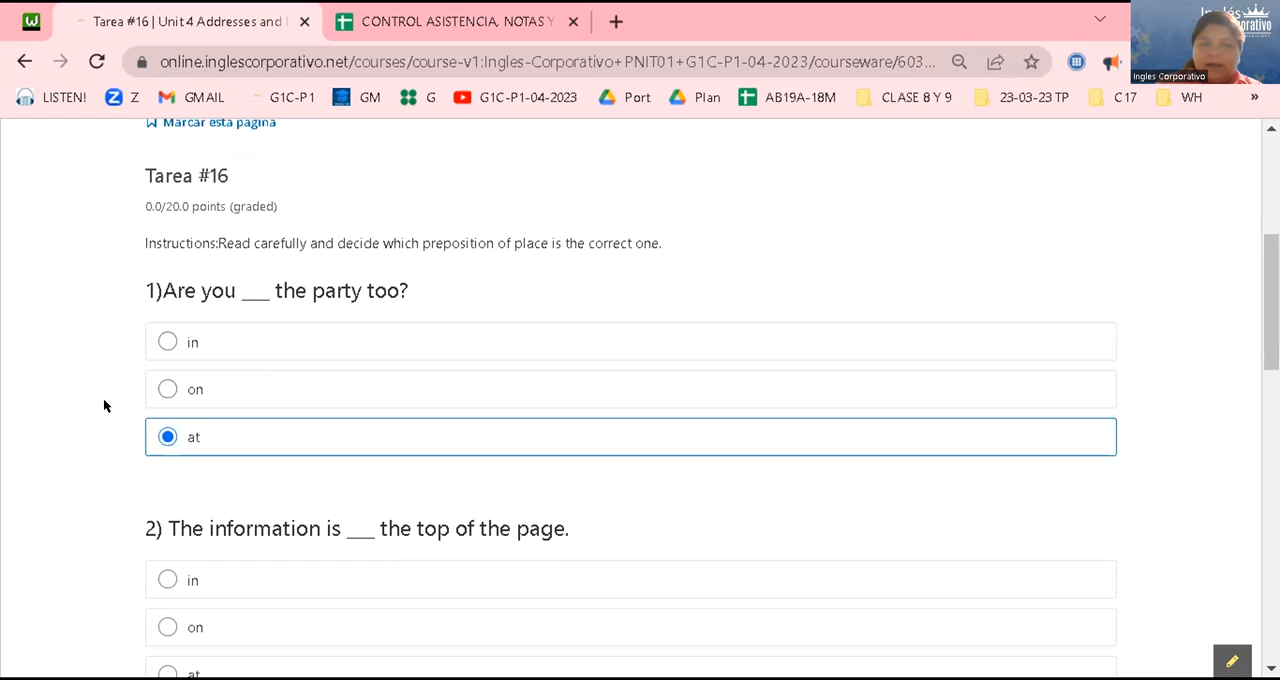 Tarea #16 | Unit 4 Addresses and
CONTROL ASISTENCIA, NOTAS Y
online.inglescorporativo.net/courses/course-v1:Ingles-Corporativo+PNIT01+G1C-P1-04-2023/courseware/603...
LISTEN! Z GMAIL G1C-P1 GM G G1C-P1-04-2023 Port Plan AB19A-18M CLASE 8 Y 9 23-03-23 TP C17 WH »
Ingles Corporativo
Marcar esta página
Tarea #16
0.0/20.0 points (graded)
Instructions:Read carefully and decide which preposition of place is the correct one.
1)Are you ___ the party too?
in
on
at
2) The information is ___ the top of the page.
in
on
at